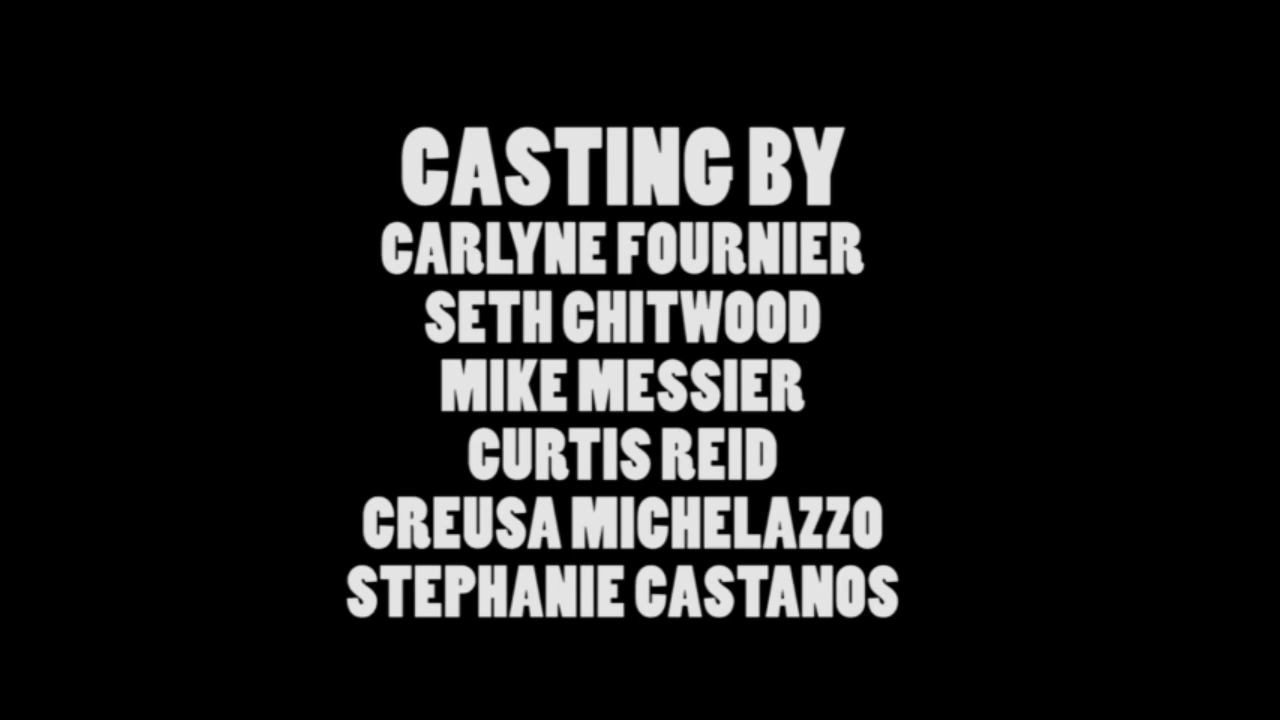 CASTING BY
CARLYNE FOURNIER
SETH CHITWOOD
MIKE MESSIER
CURTIS REID
CREUSA MICHELAZZO
STEPHANIE CASTANOS